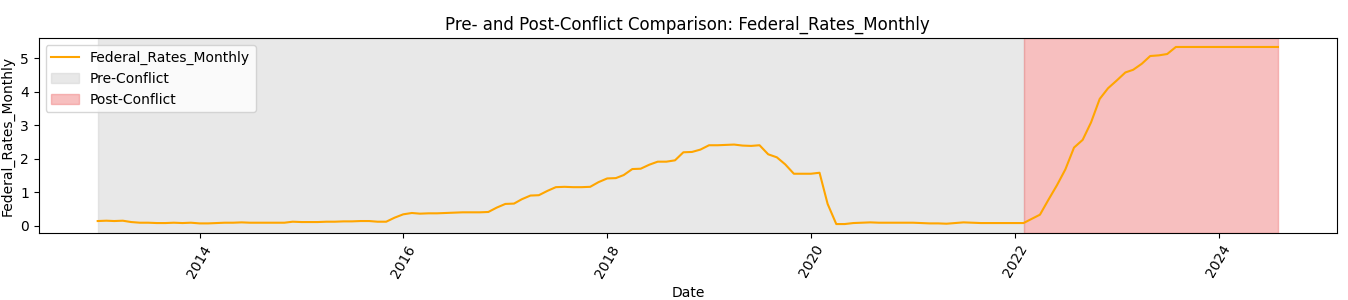 Pre- and Post-Conflict Comparison: Federal_Rates_Monthly
Federal_Rates_Monthly
Pre-Conflict
Post-Conflict
Federal_Rates_Monthly
5
4
3
2
1
0
2014
2016
2018
2020
2022
2024
Date